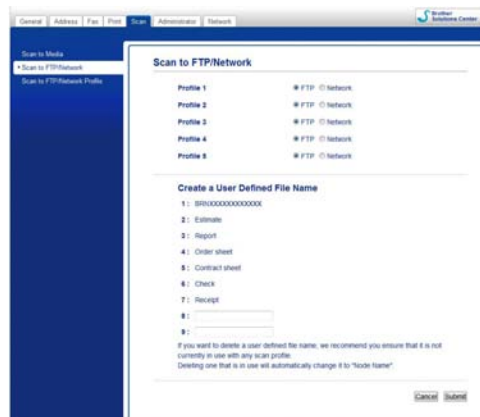 General Address Fax Print Scan Administrator Network
Brother
Solutions Center
Scan to Media
Scan to FTP/Network
Scan to FTP/Network Profile
Scan to FTP/Network
Profile 1 FTP Network
Profile 2 FTP Network
Profile 3 FTP Network
Profile 4 FTP Network
Profile 5 FTP Network
Create a User Defined File Name
1 : BRNXXXXXXXXXXXX
2 : Estimate
3 : Report
4 : Order sheet
5 : Contract sheet
6 : Check
7 : Receipt
8 :
9 :
If you want to delete a user defined file name, we recommend you ensure that it is not
currently in use with any scan profile.
Deleting one that is in use will automatically change it to "Node Name".
Cancel Submit